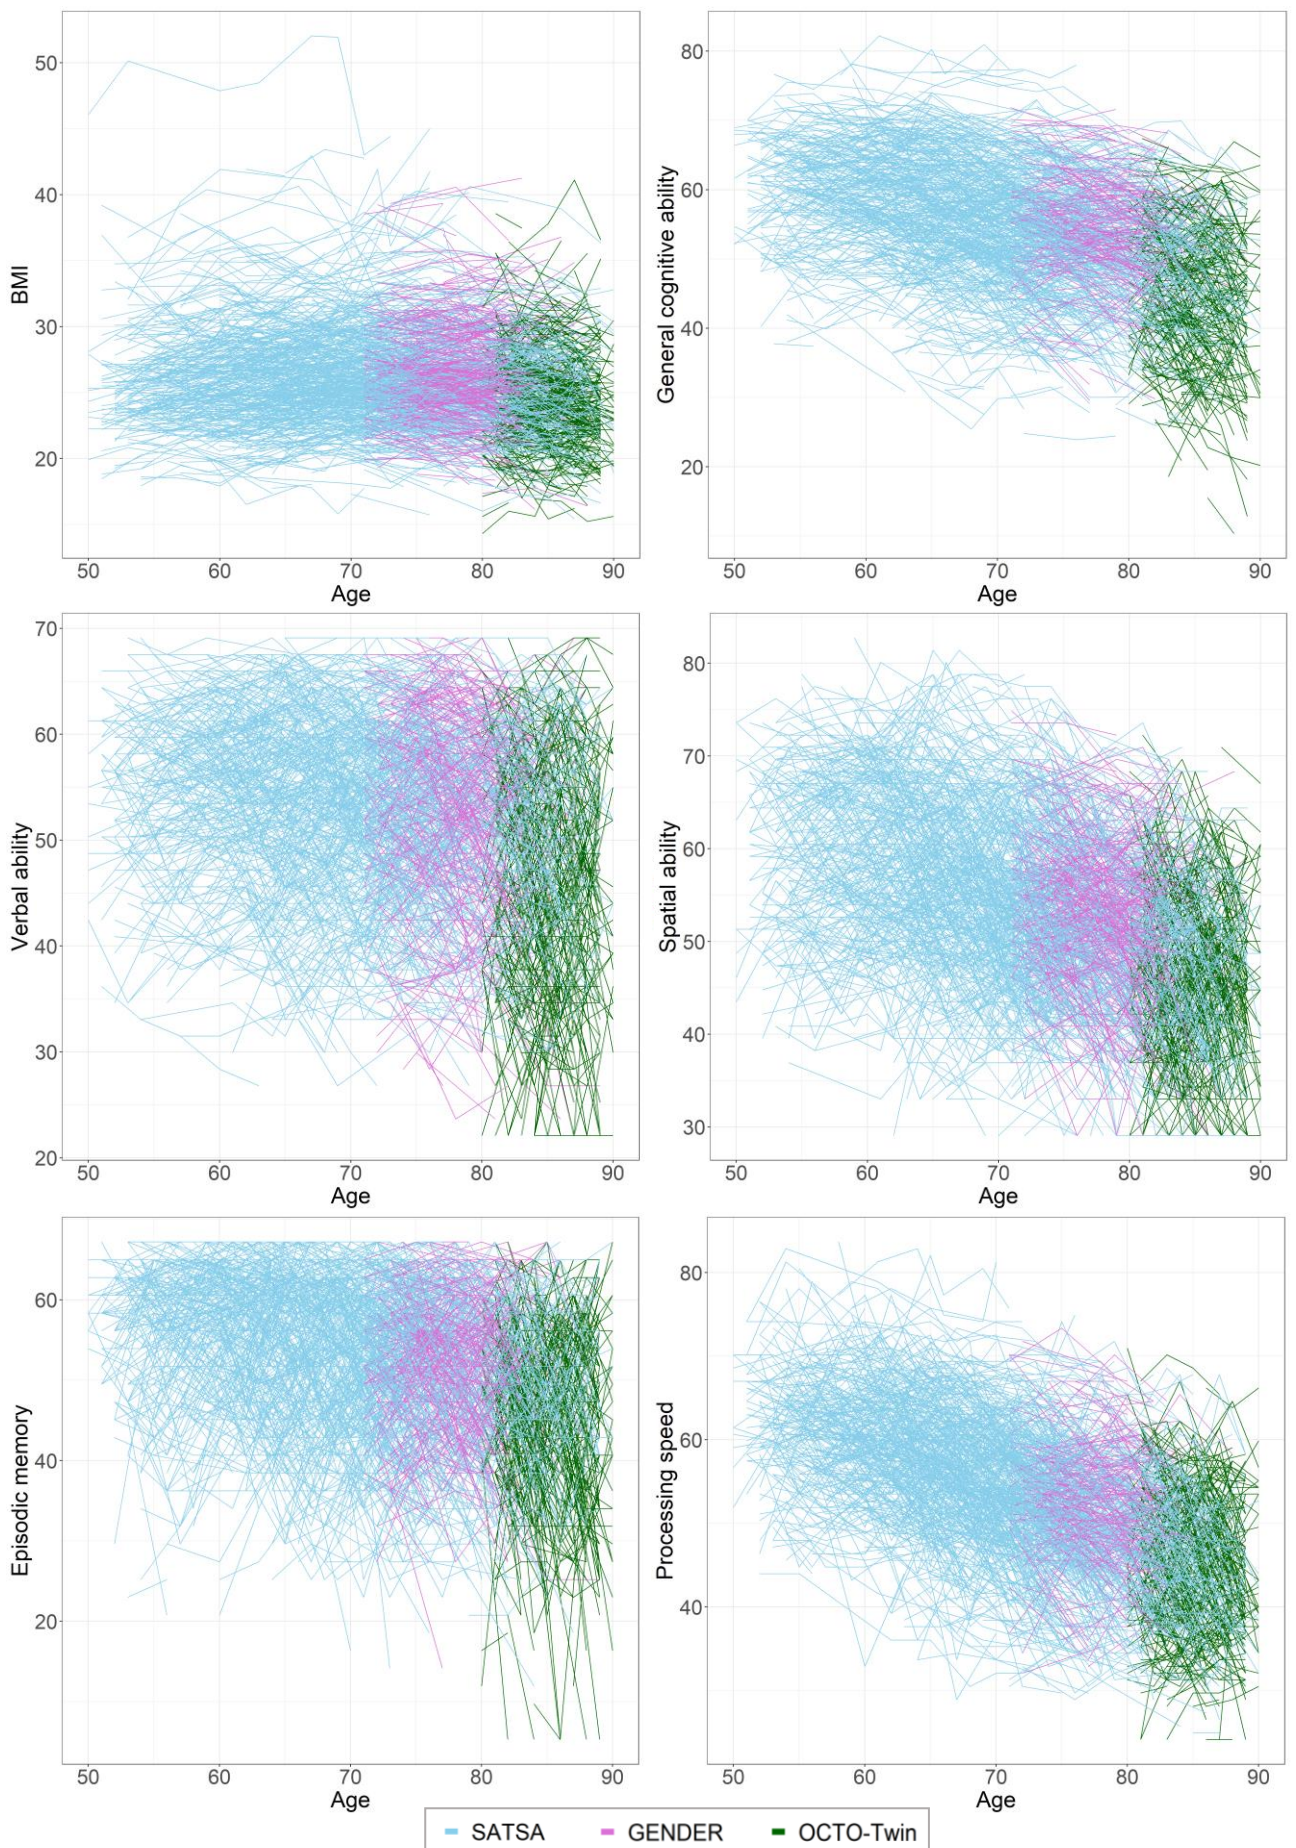 BMI
50
40
30
20
50 60 70 80 90
Age
General cognitive ability
80
60
40
20
50 60 70 80 90
Age
Verbal ability
70
60
50
40
30
20
50 60 70 80 90
Age
Spatial ability
80
70
60
50
40
30
50 60 70 80 90
Age
Episodic memory
60
40
20
50 60 70 80 90
Age
Processing speed
80
60
40
50 60 70 80 90
Age
SATSA GENDER OCTO-Twin